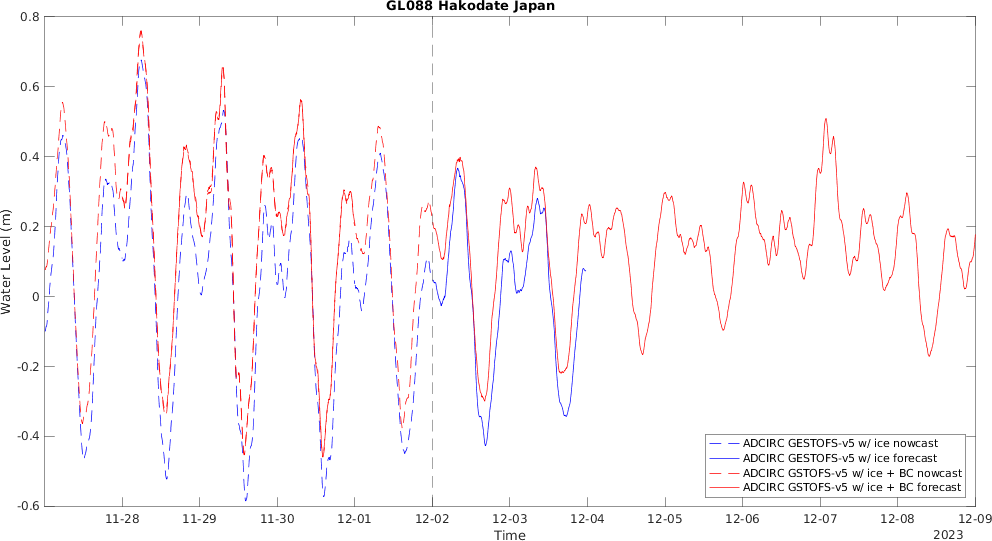 GL088 Hakodate Japan
0.8
0.6
0.4
0.2
0
-0.2
-0.4
-0.6
Water Level (m)
11-28 11-29 11-30 12-01 12-02 12-03 12-04 12-05 12-06 12-07 12-08 12-09
Time
2023
ADCIRC GESTOFS-v5 w/ ice nowcast
ADCIRC GESTOFS-v5 w/ ice forecast
ADCIRC GSTOFS-v5 w/ ice + BC nowcast
ADCIRC GSTOFS-v5 w/ ice + BC forecast